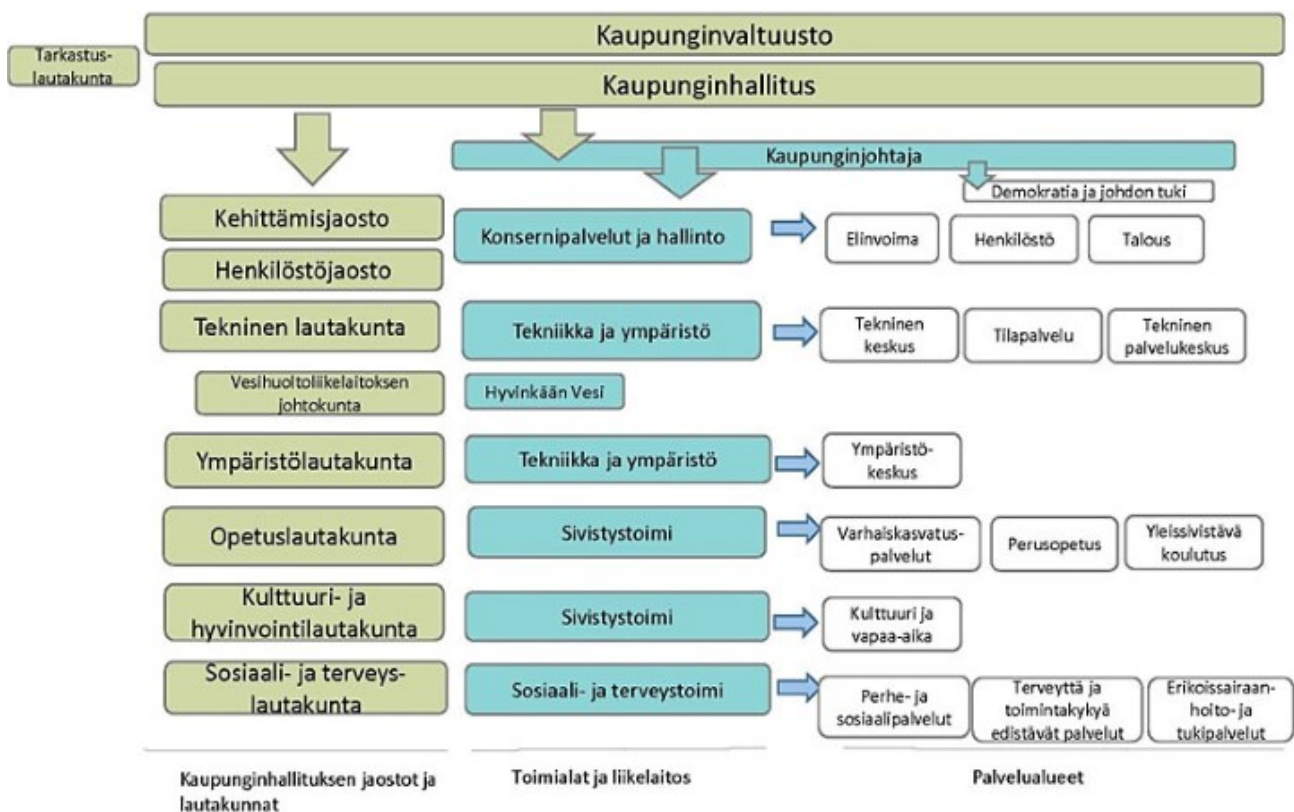 Kaupunginvaltuusto
Tarkastus-
lautakunta
Kaupunginhallitus
Kaupunginjohtaja
Demokratia ja johdon tuki
Kehittämisjaosto
Konsernipalvelut ja hallinto
Elinvoima
Henkilöstö
Talous
Henkilöstöjaosto
Tekninen lautakunta
Tekniikka ja ympäristö
Tekninen
keskus
Tilapalvelu
Tekninen
palvelukeskus
Vesihuoltoliikelaitoksen
johtokunta
Hyvinkään Vesi
Ympäristölautakunta
Tekniikka ja ympäristö
Ympäristö-
keskus
Opetuslautakunta
Sivistystoimi
Varhaiskasvatus-
palvelut
Perusopetus
Yleissivistävä
koulutus
Kulttuuri- ja
hyvinvointilautakunta
Sivistystoimi
Kulttuuri ja
vapaa-aika
Sosiaali- ja terveys-
lautakunta
Sosiaali- ja terveystoimi
Perhe- ja
sosiaalipalvelut
Terveyttä ja
toimintakykyä
edistävät palvelut
Erikoissairaan-
hoito- ja
tukipalvelut
Kaupunginhallituksen jaostot ja
lautakunnat
Toimialat ja liikelaitos
Palvelualueet